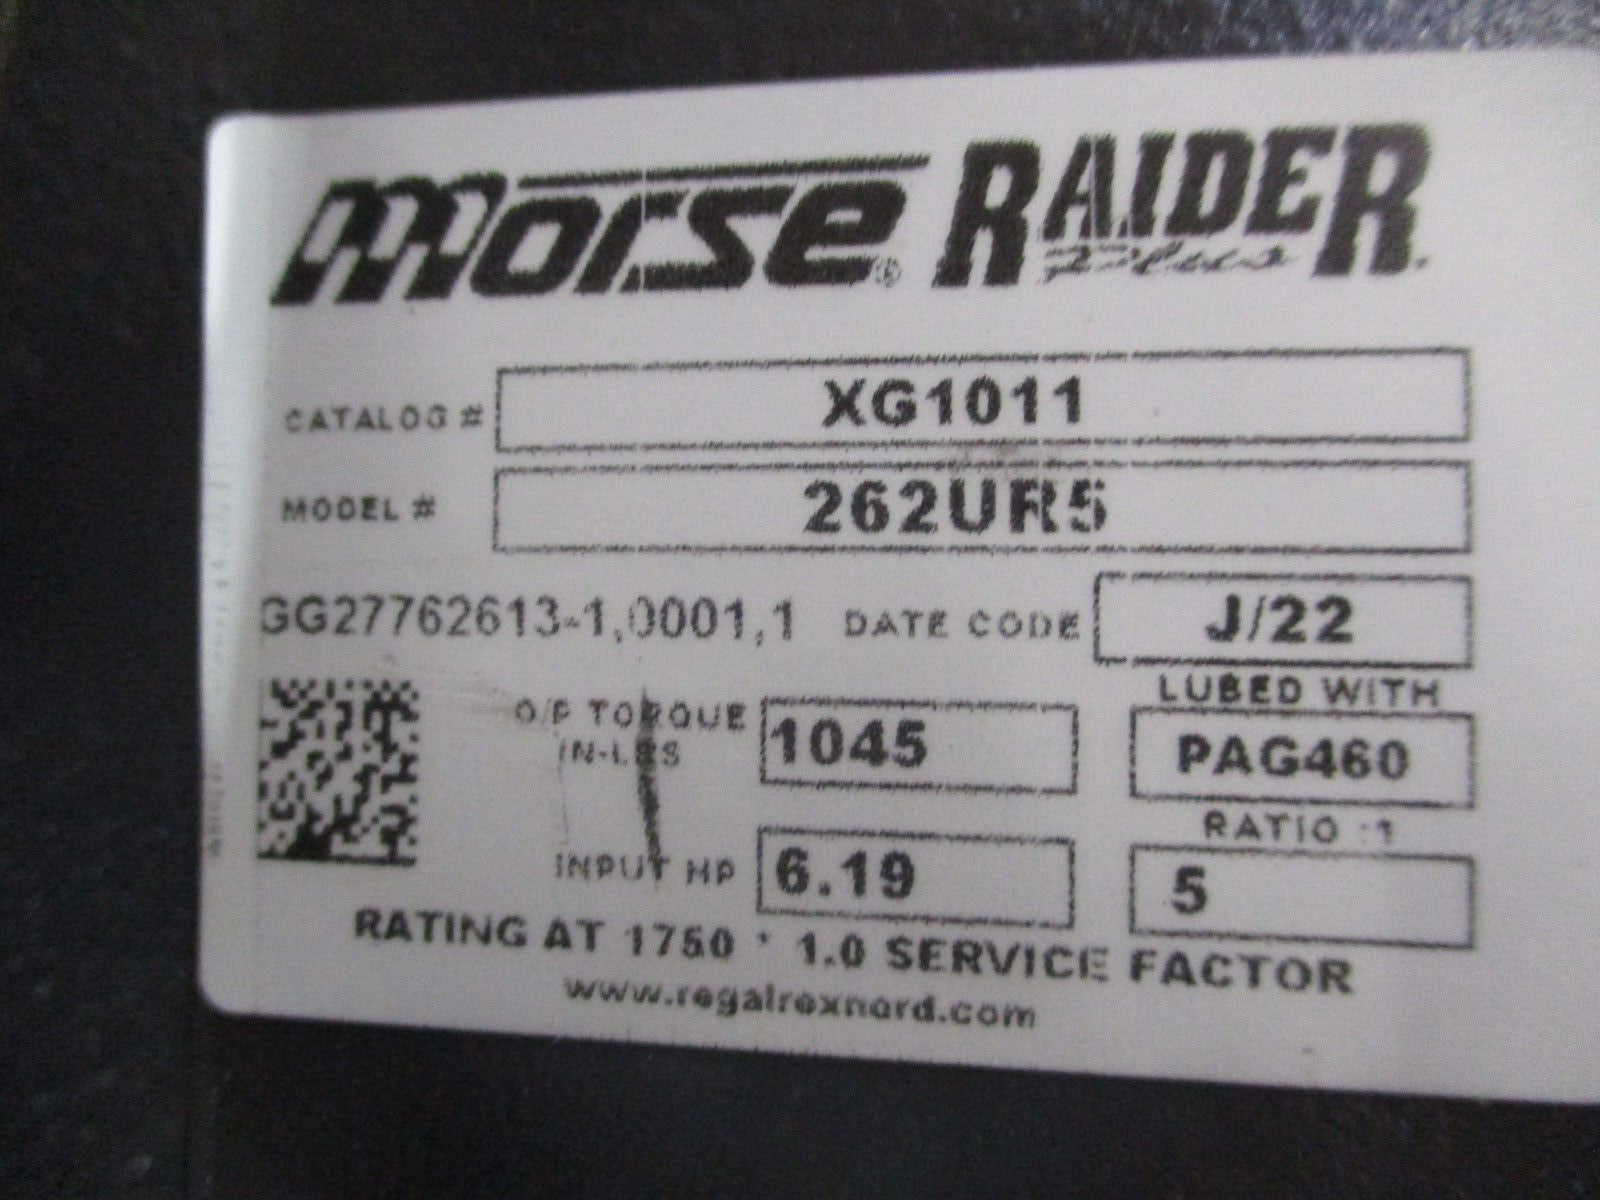 morse® RAIDER Plus
CATALOG # XG1011
MODEL # 262UR5
GG27762613-1,0001,1 DATE CODE J/22
LUBED WITH
O/P TORQUE IN-LBS 1045 PAG460
RATIO :1
INPUT HP 6.19 5
RATING AT 1750 * 1.0 SERVICE FACTOR
www.regalrexnord.com